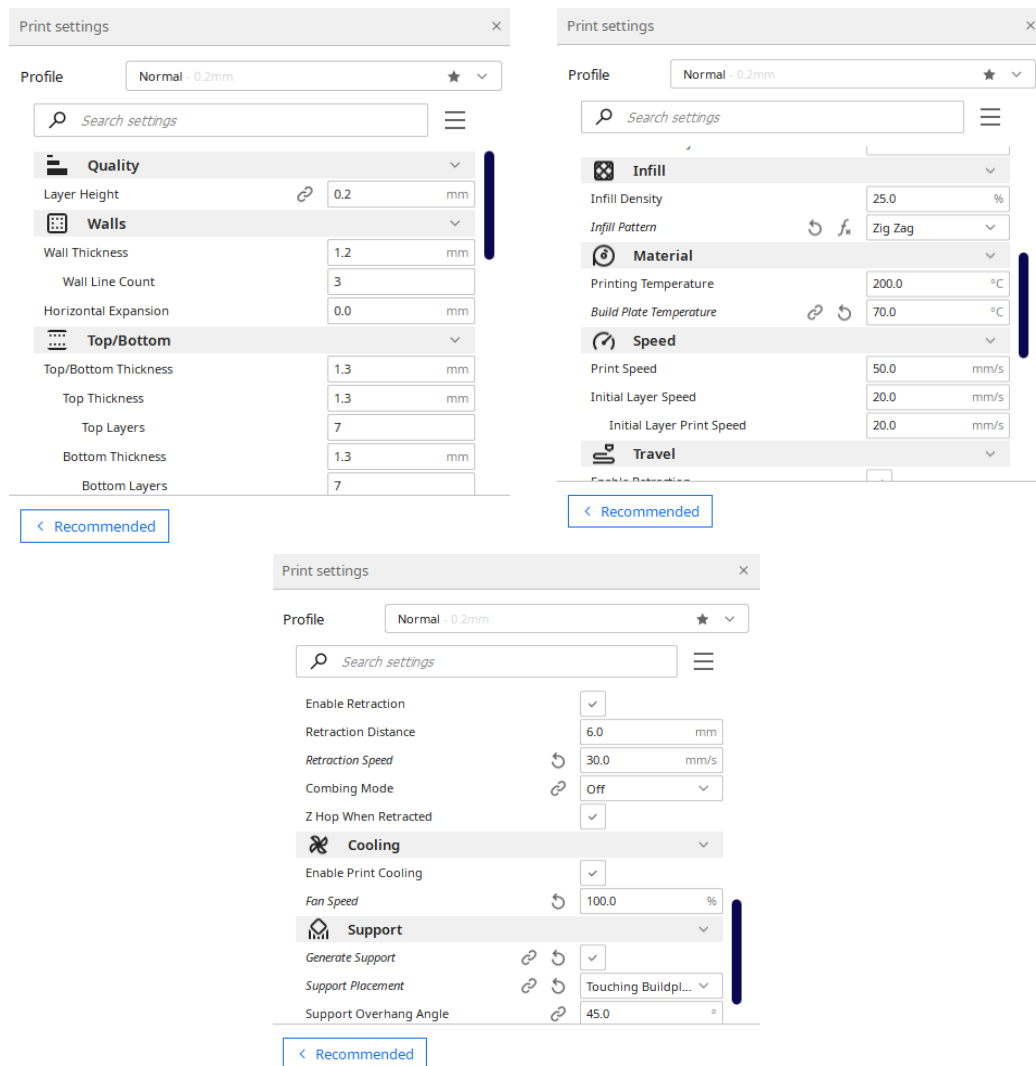 Print settings ×
Profile Normal - 0.2mm
Search settings
Quality
Layer Height 0.2 mm
Walls
Wall Thickness 1.2 mm
Wall Line Count 3
Horizontal Expansion 0.0 mm
Top/Bottom
Top/Bottom Thickness 1.3 mm
Top Thickness 1.3 mm
Top Layers 7
Bottom Thickness 1.3 mm
Bottom Layers 7
< Recommended
Print settings ×
Profile Normal - 0.2mm
Search settings
Infill
Infill Density 25.0 %
Infill Pattern fx Zig Zag
Material
Printing Temperature 200.0 °C
Build Plate Temperature 70.0 °C
Speed
Print Speed 50.0 mm/s
Initial Layer Speed 20.0 mm/s
Initial Layer Print Speed 20.0 mm/s
Travel
Enable Retraction
< Recommended
Print settings ×
Profile Normal - 0.2mm
Search settings
Enable Retraction
Retraction Distance 6.0 mm
Retraction Speed 30.0 mm/s
Combing Mode Off
Z Hop When Retracted
Cooling
Enable Print Cooling
Fan Speed 100.0 %
Support
Generate Support
Support Placement Touching Buildpl...
Support Overhang Angle 45.0 °
< Recommended